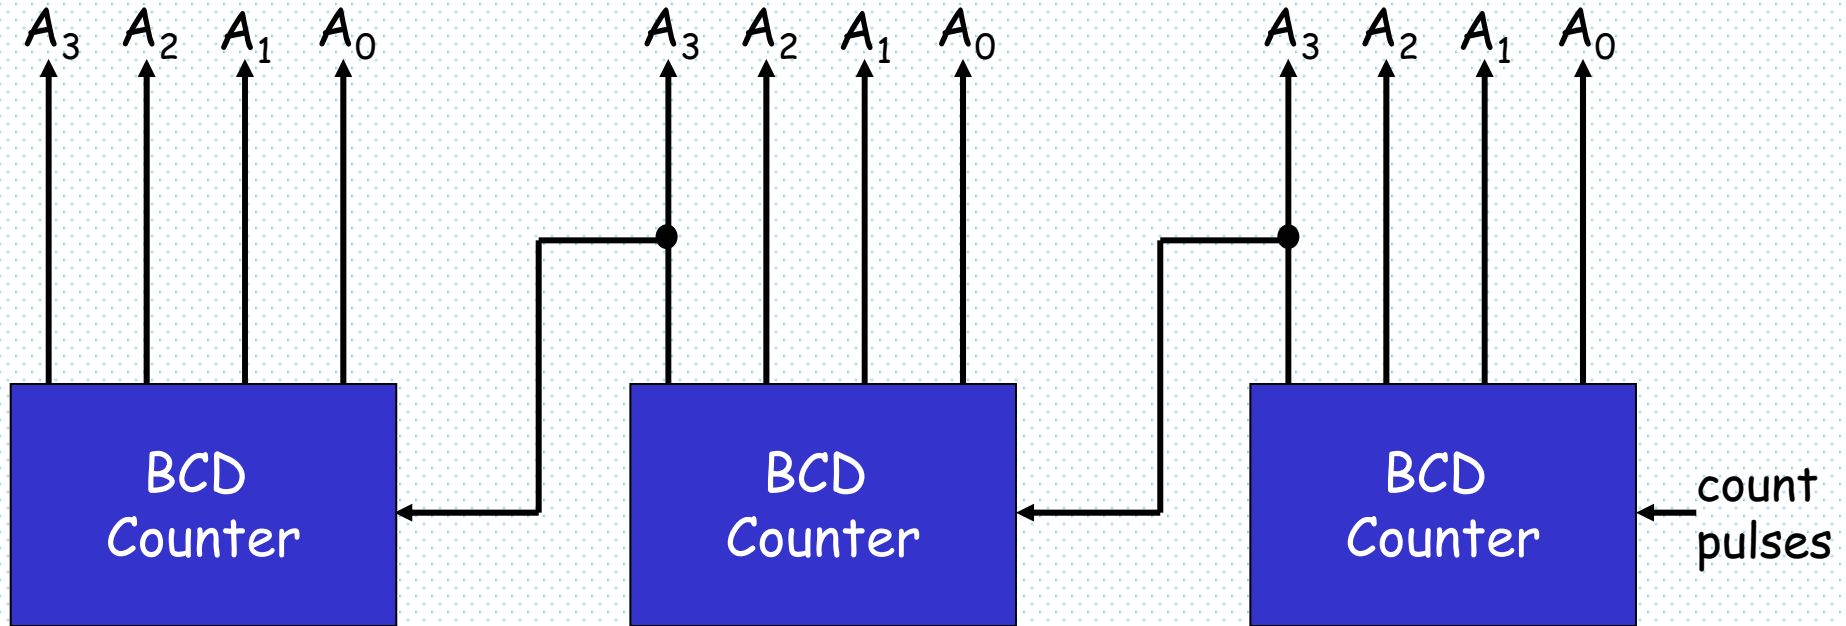 A3 A2 A1 A0 A3 A2 A1 A0 A3 A2 A1 A0
BCD
Counter
BCD
Counter
BCD
Counter
count
pulses